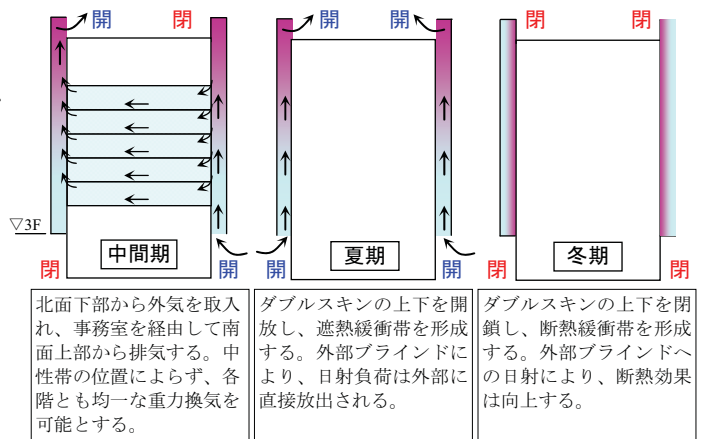 開 閉 開 開 閉 閉
▽3F
中間期 夏期 冬期
閉 開 開 開 閉 閉
北面下部から外気を取入
れ、事務室を経由して南
面上部から排気する。中
性帯の位置によらず、各
階とも均一な重力換気を
可能とする。
ダブルスキンの上下を開
放し、遮熱緩衝帯を形成
する。外部ブラインドに
より、日射負荷は外部に
直接放出される。
ダブルスキンの上下を閉
鎖し、断熱緩衝帯を形成
する。外部ブラインドへ
の日射により、断熱効果
は向上する。